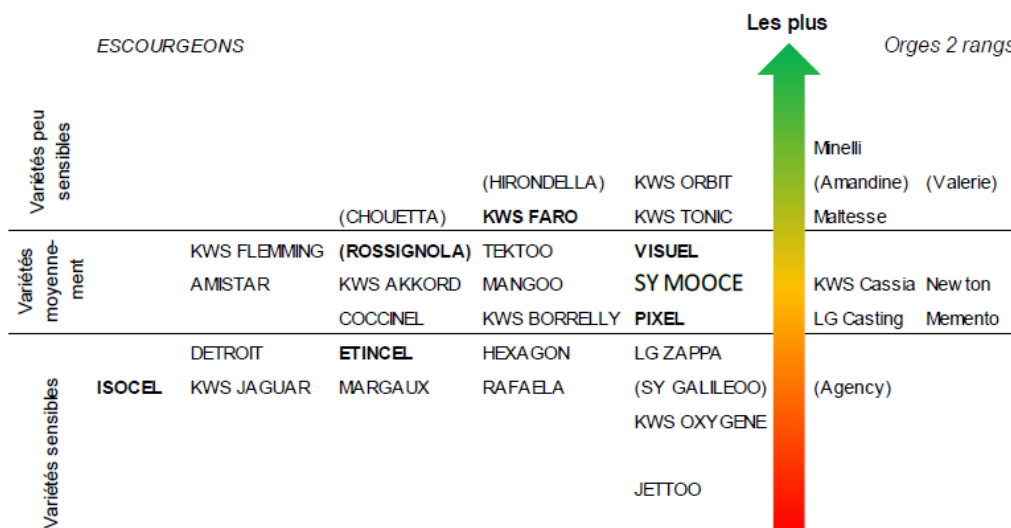 Les plus
ESCOURGEONS Orges 2 rangs
Variétés peu sensibles
Minelli
(HIRONDELLA) KWS ORBIT (Amandine) (Valerie)
(CHOUETTA) KWS FARO KWS TONIC Maltesse
Variétés moyennement
KWS FLEMMING (ROSSIGNOLA) TEKTOO VISUEL
AMISTAR KWS AKKORD MANGOO SY MOOCE KWS Cassia Newton
COCCINEL KWS BORRELLY PIXEL LG Casting Memento
Variétés sensibles
DETROIT ETINCEL HEXAGON LG ZAPPA
ISOCEL KWS JAGUAR MARGAUX RAFAELA (SY GALILEOO) (Agency)
KWS OXYGENE
JETTOO